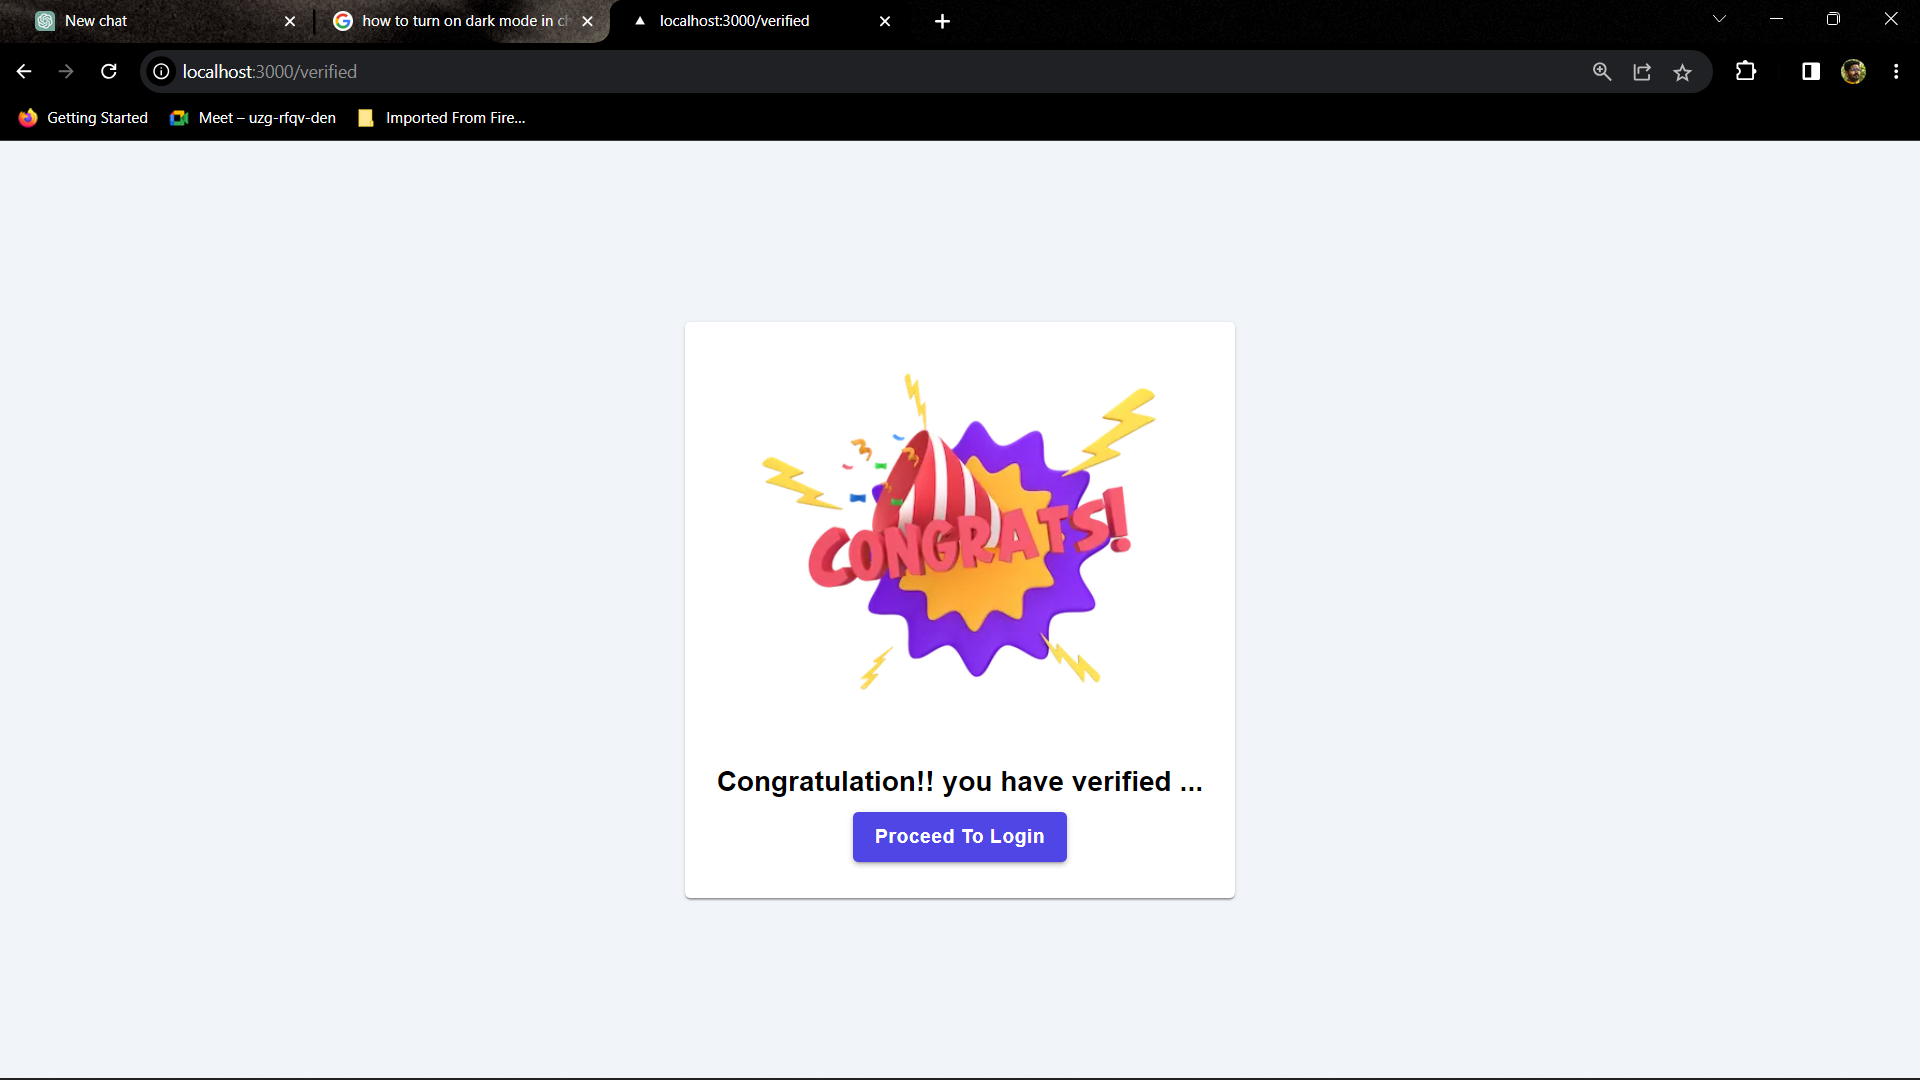 New chat
how to turn on dark mode in ch
localhost:3000/verified
localhost:3000/verified
Getting Started
Meet – uzg-rfqv-den
Imported From Fire...
CONGRATS!
Congratulation!! you have verified ...
Proceed To Login